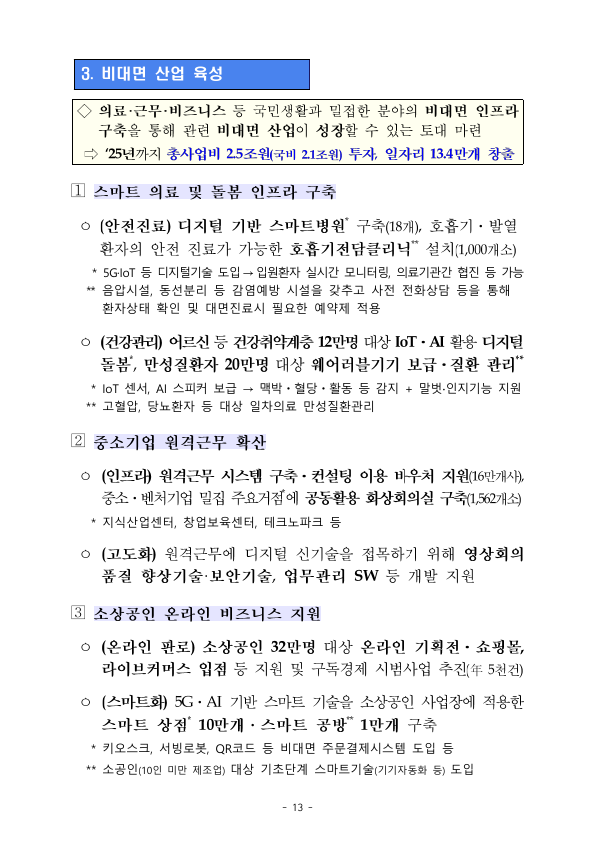 3. 비대면 산업 육성
◇ 의료·근무·비즈니스 등 국민생활과 밀접한 분야의 비대면 인프라
구축을 통해 관련 비대면 산업이 성장할 수 있는 토대 마련
⇨ ‘25년까지 총사업비 2.5조원(국비 2.1조원) 투자, 일자리 13.4만개 창출
1 스마트 의료 및 돌봄 인프라 구축
ㅇ (안전진료) 디지털 기반 스마트병원* 구축(18개), 호흡기·발열
환자의 안전 진료가 가능한 호흡기전담클리닉** 설치(1,000개소)
* 5G·IoT 등 디지털기술 도입 → 입원환자 실시간 모니터링, 의료기관간 협진 등 가능
** 음압시설, 동선분리 등 감염예방 시설을 갖추고 사전 전화상담 등을 통해
환자상태 확인 및 대면진료시 필요한 예약제 적용
ㅇ (건강관리) 어르신 등 건강취약계층 12만명 대상 IoT·AI 활용 디지털
돌봄*, 만성질환자 20만명 대상 웨어러블기기 보급·질환 관리**
* IoT 센서, AI 스피커 보급 → 맥박·혈당·활동 등 감지 + 말벗·인지기능 지원
** 고혈압, 당뇨환자 등 대상 일차의료 만성질환관리
2 중소기업 원격근무 확산
ㅇ (인프라) 원격근무 시스템 구축·컨설팅 이용 바우처 지원(16만개사),
중소·벤처기업 밀집 주요거점*에 공동활용 화상회의실 구축(1,562개소)
* 지식산업센터, 창업보육센터, 테크노파크 등
ㅇ (고도화) 원격근무에 디지털 신기술을 접목하기 위해 영상회의
품질 향상기술·보안기술, 업무관리 SW 등 개발 지원
3 소상공인 온라인 비즈니스 지원
ㅇ (온라인 판로) 소상공인 32만명 대상 온라인 기획전·쇼핑몰,
라이브커머스 입점 등 지원 및 구독경제 시범사업 추진(年 5천건)
ㅇ (스마트화) 5G·AI 기반 스마트 기술을 소상공인 사업장에 적용한
스마트 상점* 10만개·스마트 공방** 1만개 구축
* 키오스크, 서빙로봇, QR코드 등 비대면 주문결제시스템 도입 등
** 소공인(10인 미만 제조업) 대상 기초단계 스마트기술(기기자동화 등) 도입
- 13 -